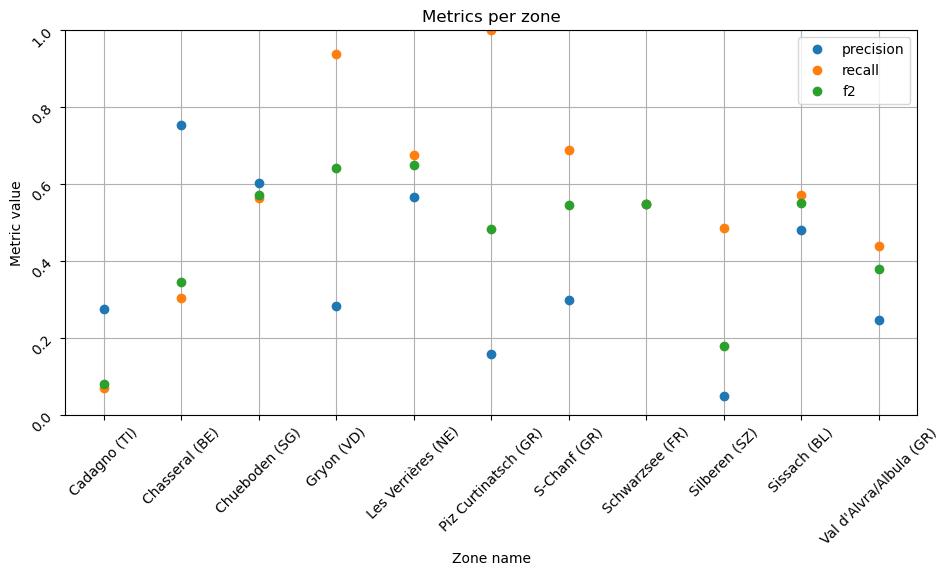 Metrics per zone
precision
recall
f2
Metric value
1.0
0.8
0.6
0.4
0.2
0.0
Cadagno (TI)
Chasseral (BE)
Chueboden (SG)
Gryon (VD)
Les Verrières (NE)
Piz Curtinatsch (GR)
S-Chanf (GR)
Schwarzsee (FR)
Silberen (SZ)
Sissach (BL)
Val d'Alvra/Albula (GR)
Zone name